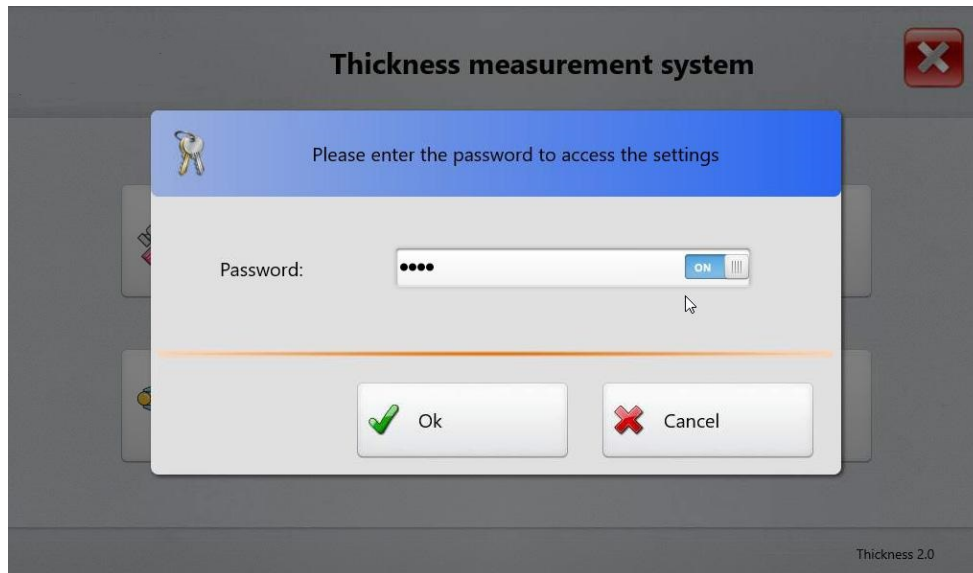 Thickness measurement system
Please enter the password to access the settings
Password: ••••
ON
Ok
Cancel
Thickness 2.0